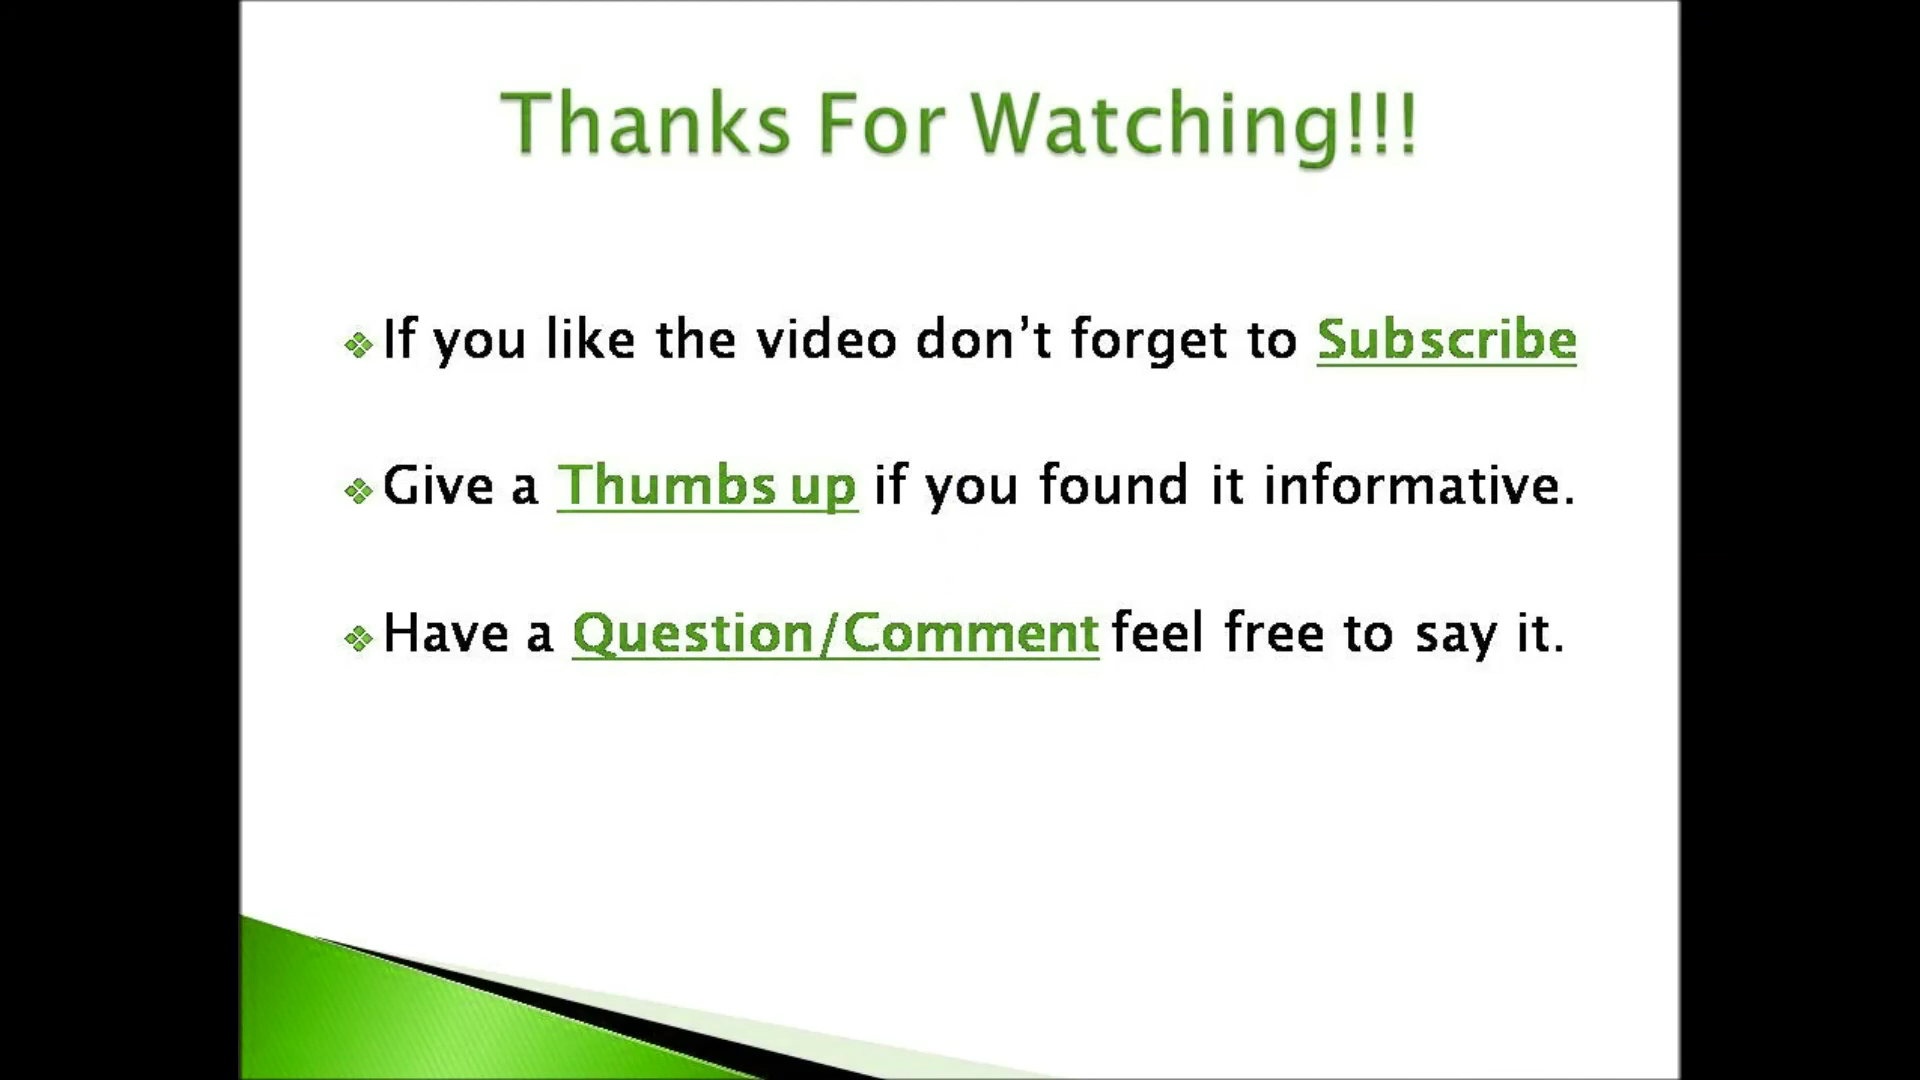 Thanks For Watching!!!
If you like the video don’t forget to Subscribe
Give a Thumbs up if you found it informative.
Have a Question/Comment feel free to say it.